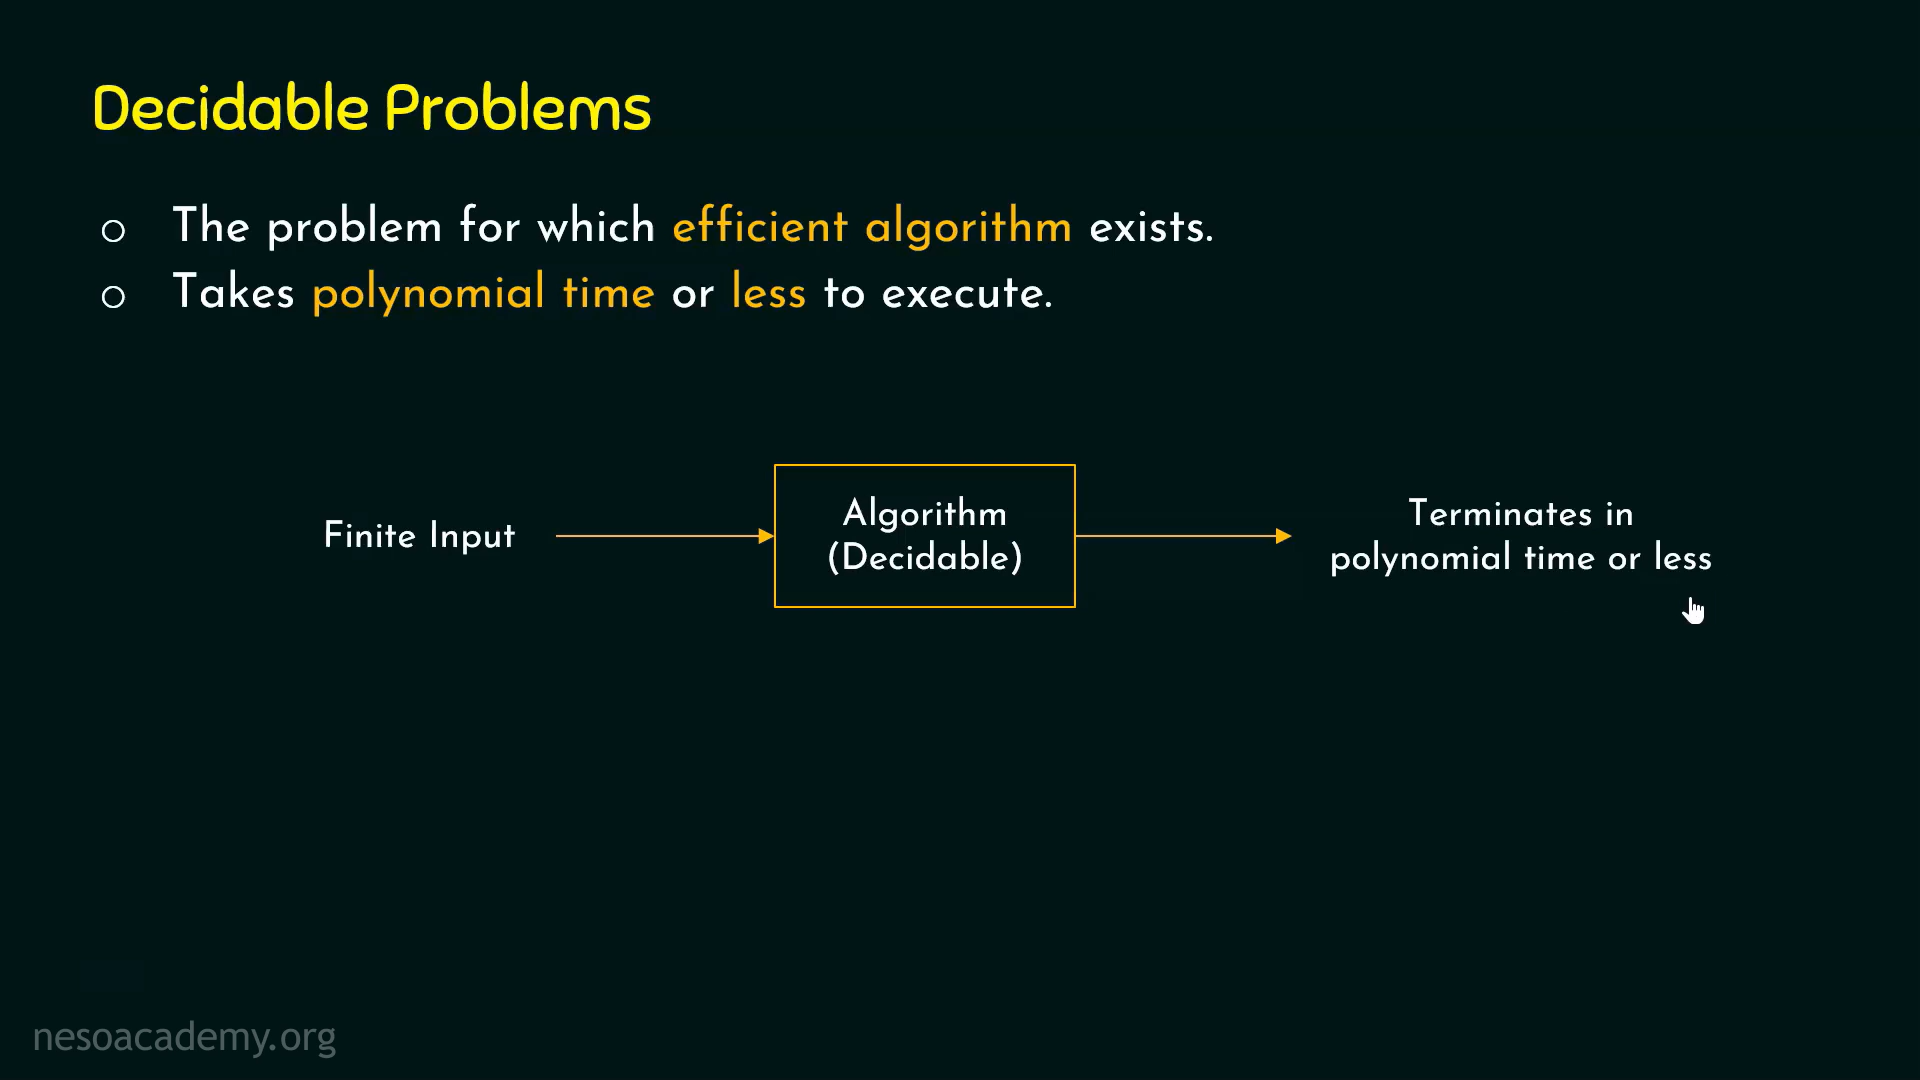 Decidable Problems
The problem for which efficient algorithm exists.
Takes polynomial time or less to execute.
Finite Input
Algorithm
(Decidable)
Terminates in
polynomial time or less
nesoacademy.org